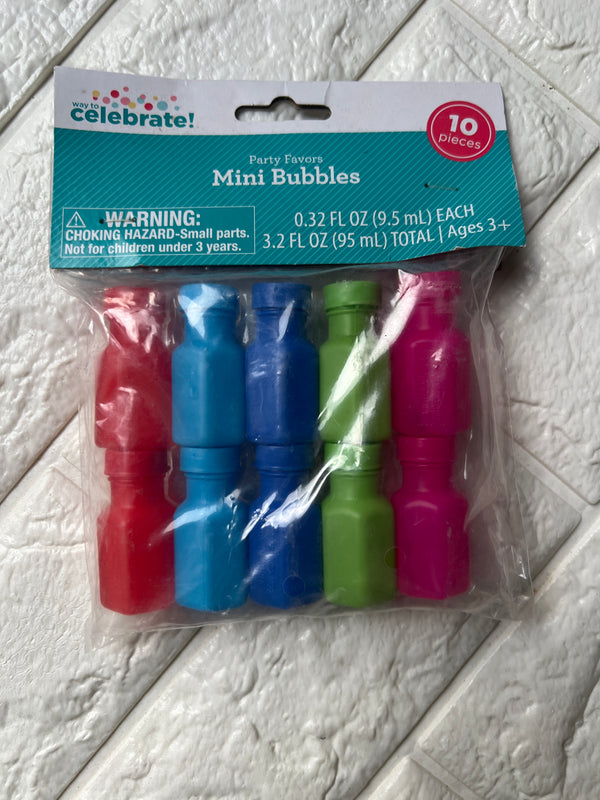 way to
celebrate!
10
pieces
Party Favors
Mini Bubbles
WARNING:
CHOKING HAZARD-Small parts.
Not for children under 3 years.
0.32 FL OZ (9.5 mL) EACH
3.2 FL OZ (95 mL) TOTAL | Ages 3+